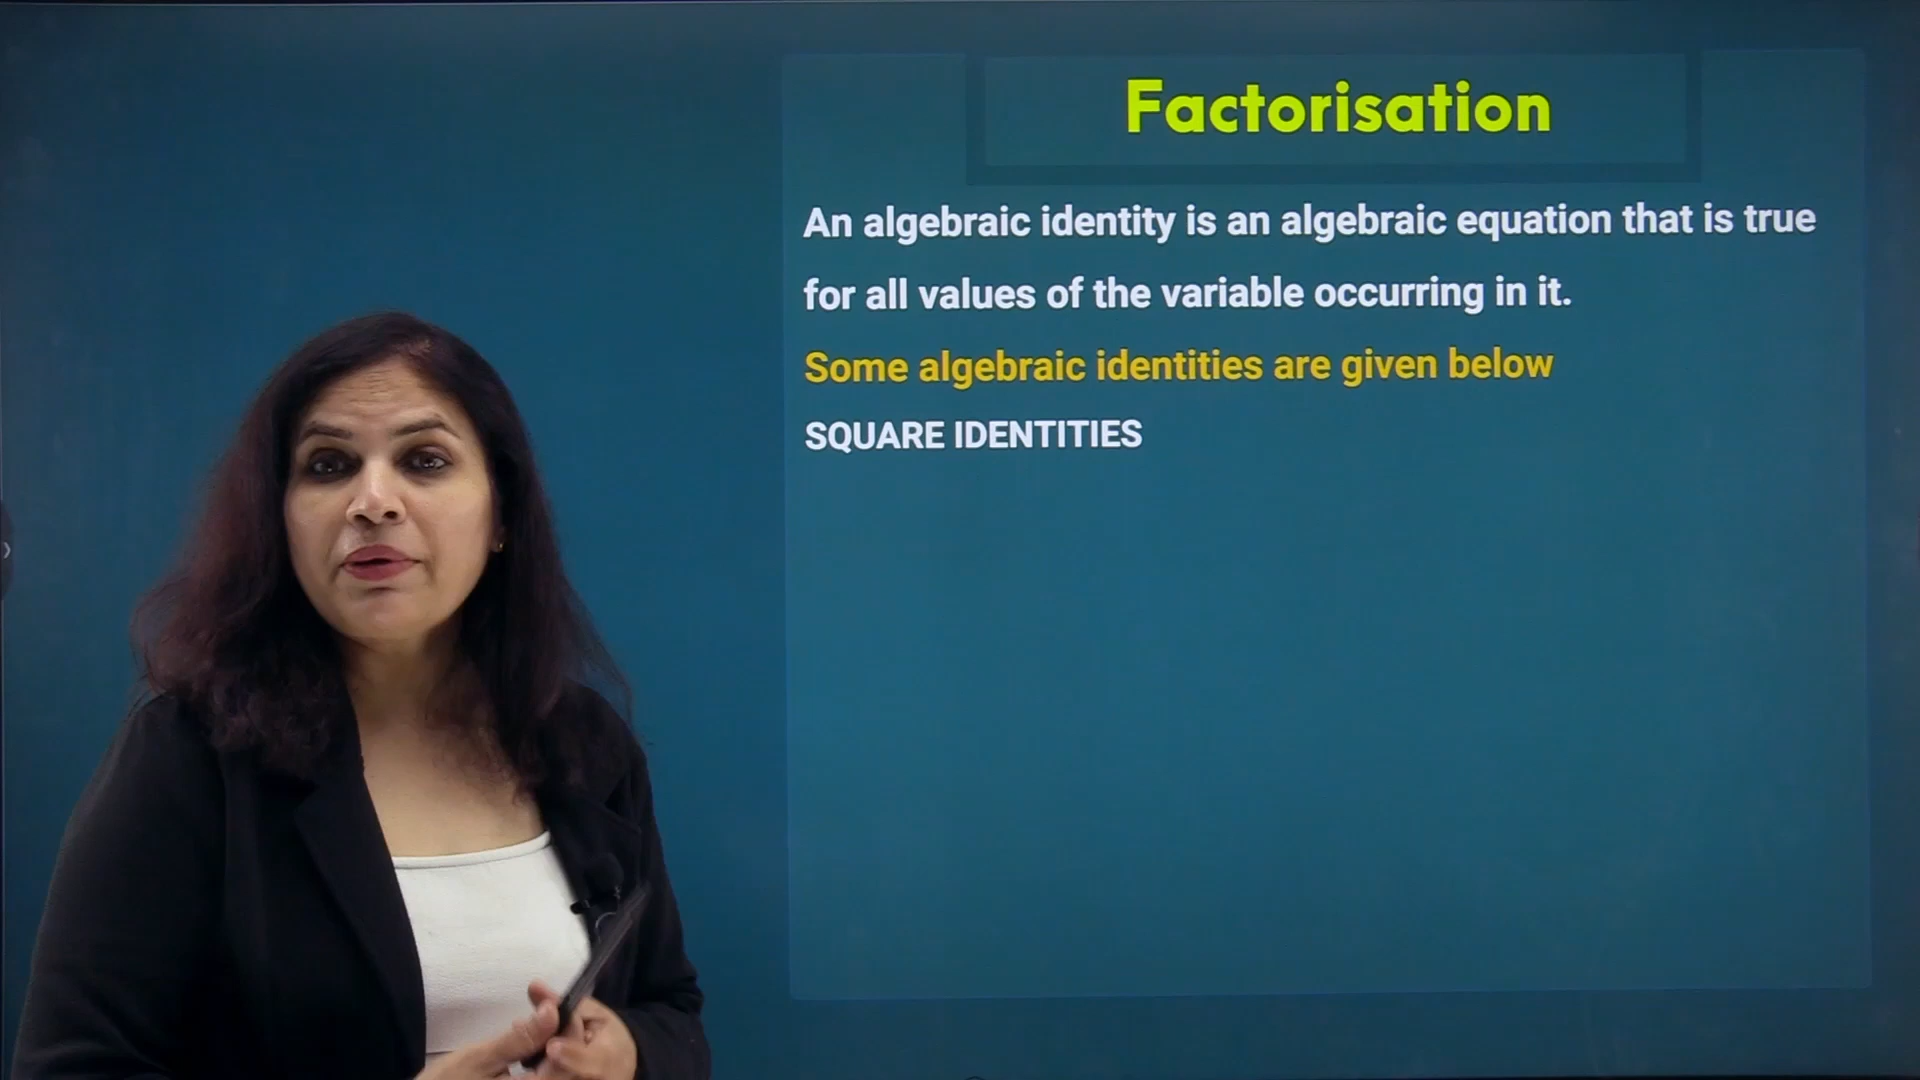 Factorisation
An algebraic identity is an algebraic equation that is true
for all values of the variable occurring in it.
Some algebraic identities are given below
SQUARE IDENTITIES